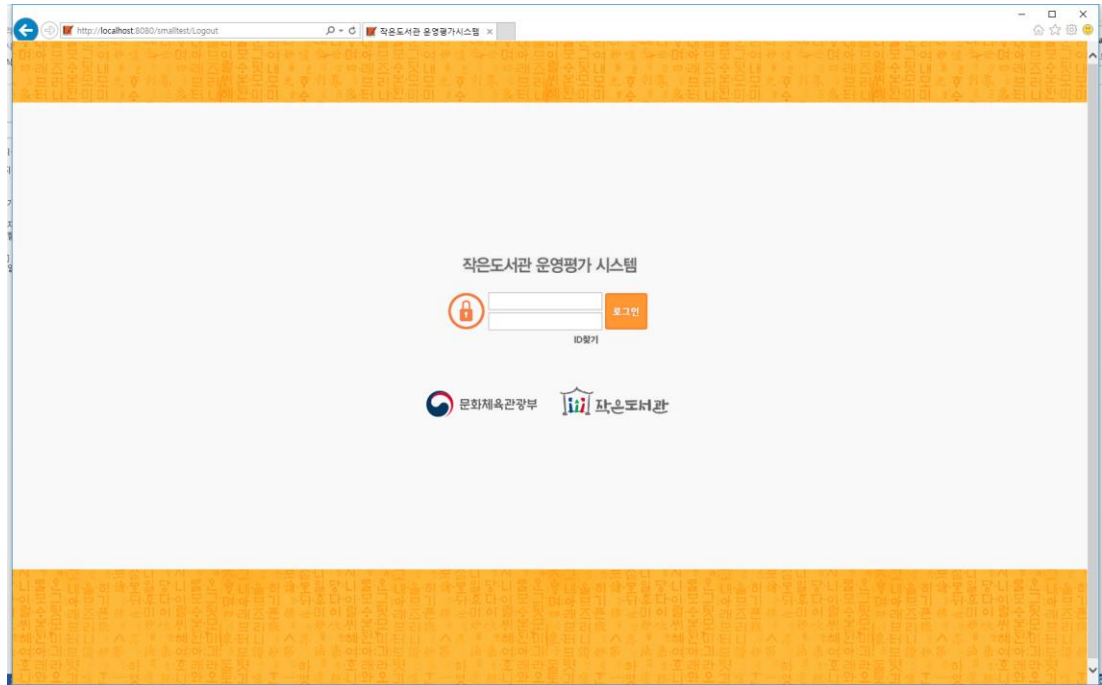 http://localhost:8080/smalltest/Logout
작은도서관 운영평가시스템
작은도서관 운영평가 시스템
로그인
ID찾기
문화체육관광부
작은도서관